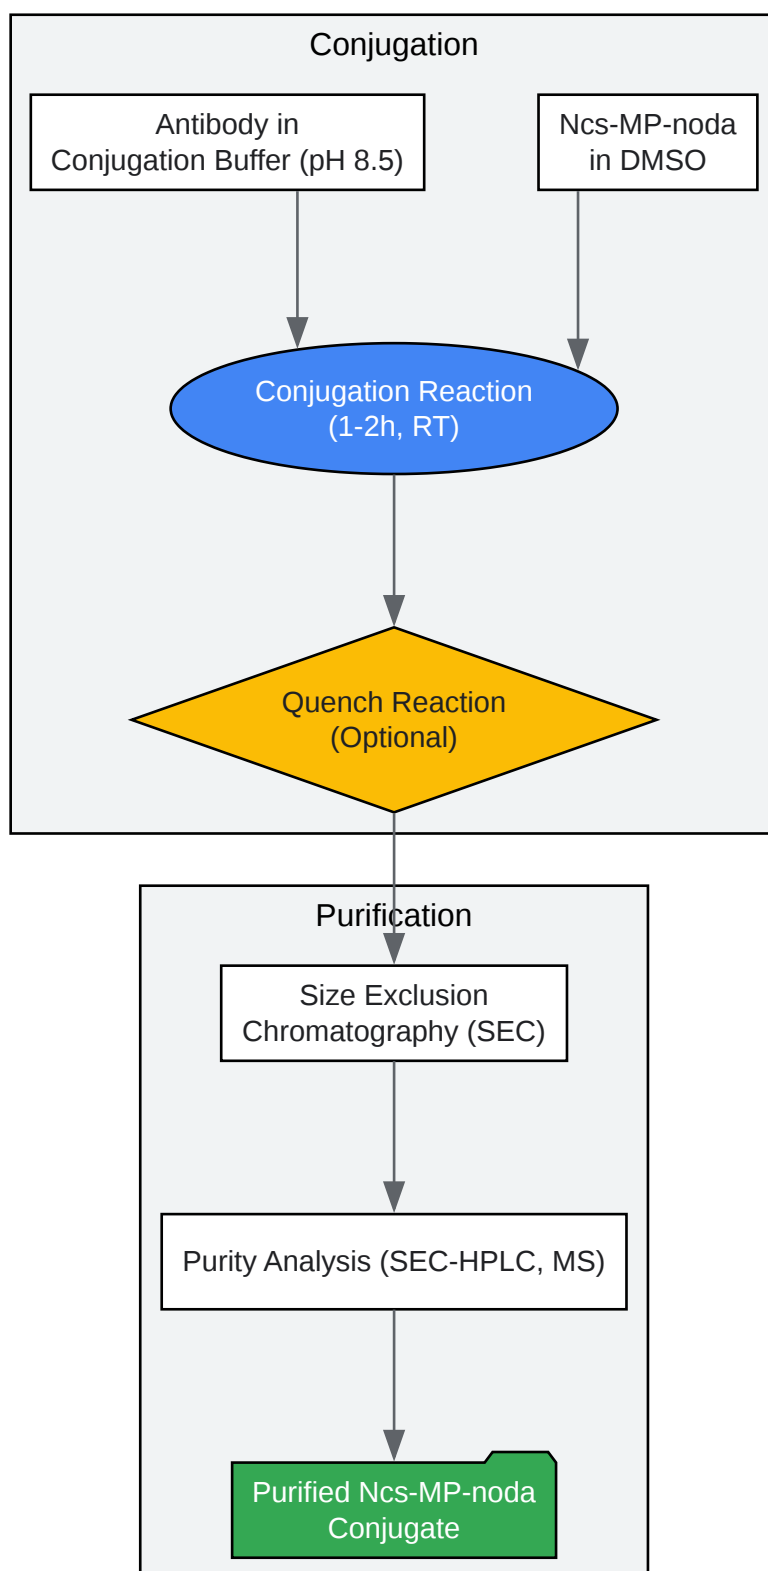 Conjugation
Antibody in
Conjugation Buffer (pH 8.5)
Ncs-MP-noda
in DMSO
Conjugation Reaction
(1-2h, RT)
Quench Reaction
(Optional)
Purification
Size Exclusion
Chromatography (SEC)
Purity Analysis (SEC-HPLC, MS)
Purified Ncs-MP-noda
Conjugate